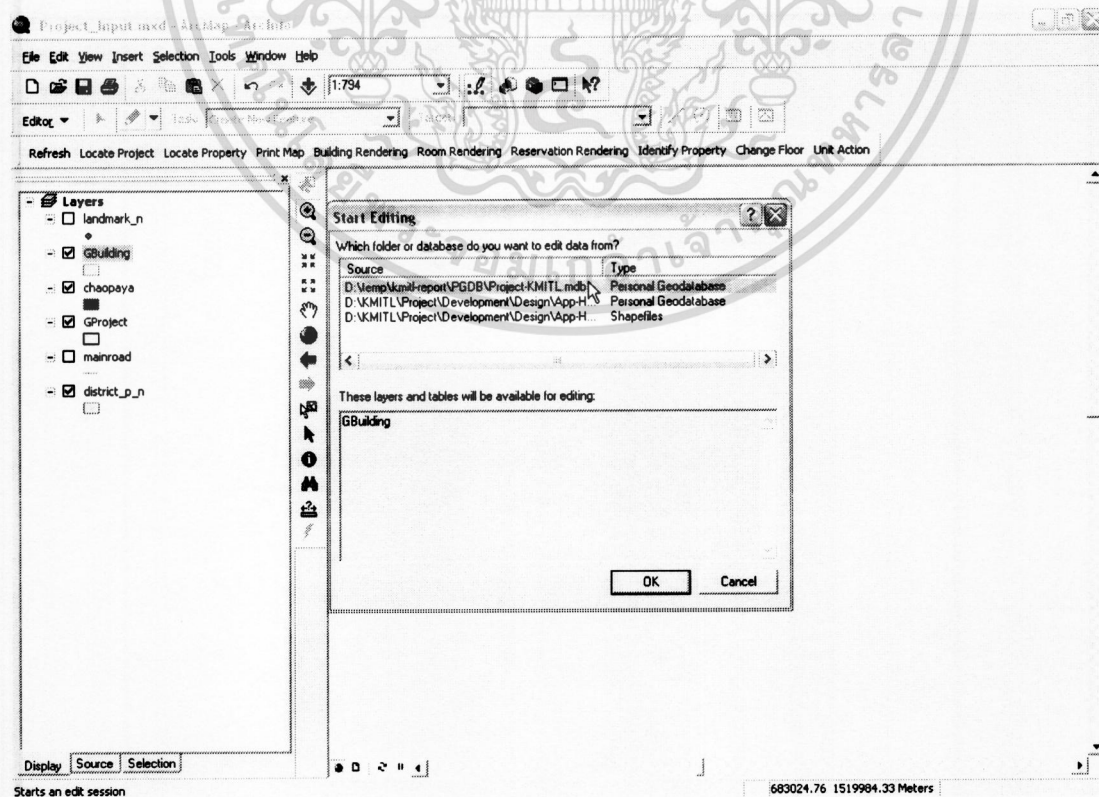 Project_Input.mxd - ArcMap - ArcInfo
File Edit View Insert Selection Tools Window Help
1:794
Editor
Refresh Locate Project Locate Property Print Map Building Rendering Room Rendering Reservation Rendering Identify Property Change Floor Unit Action
Layers
landmark_n
GBuilding
chaopaya
GProject
mainroad
district_p_n
Start Editing
Which folder or database do you want to edit data from?
Source Type
D:\temp\kmitl-report\PGDB\Project-KMITL.mdb Personal Geodatabase
D:\KMITL\Project\Development\Design\App-H... Personal Geodatabase
D:\KMITL\Project\Development\Design\App-H... Shapefiles
These layers and tables will be available for editing:
GBuilding
OK Cancel
Display Source Selection
Starts an edit session
683024.76 1519984.33 Meters